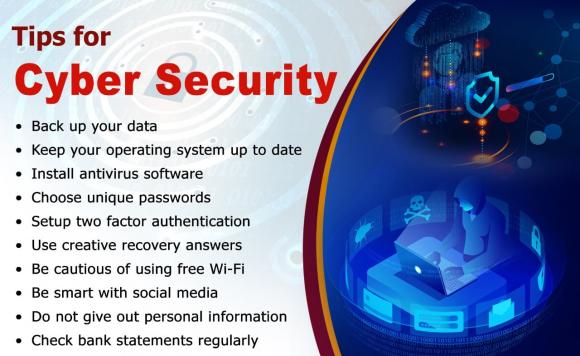 Tips for
Cyber Security
• Back up your data
• Keep your operating system up to date
• Install antivirus software
• Choose unique passwords
• Setup two factor authentication
• Use creative recovery answers
• Be cautious of using free Wi-Fi
• Be smart with social media
• Do not give out personal information
• Check bank statements regularly